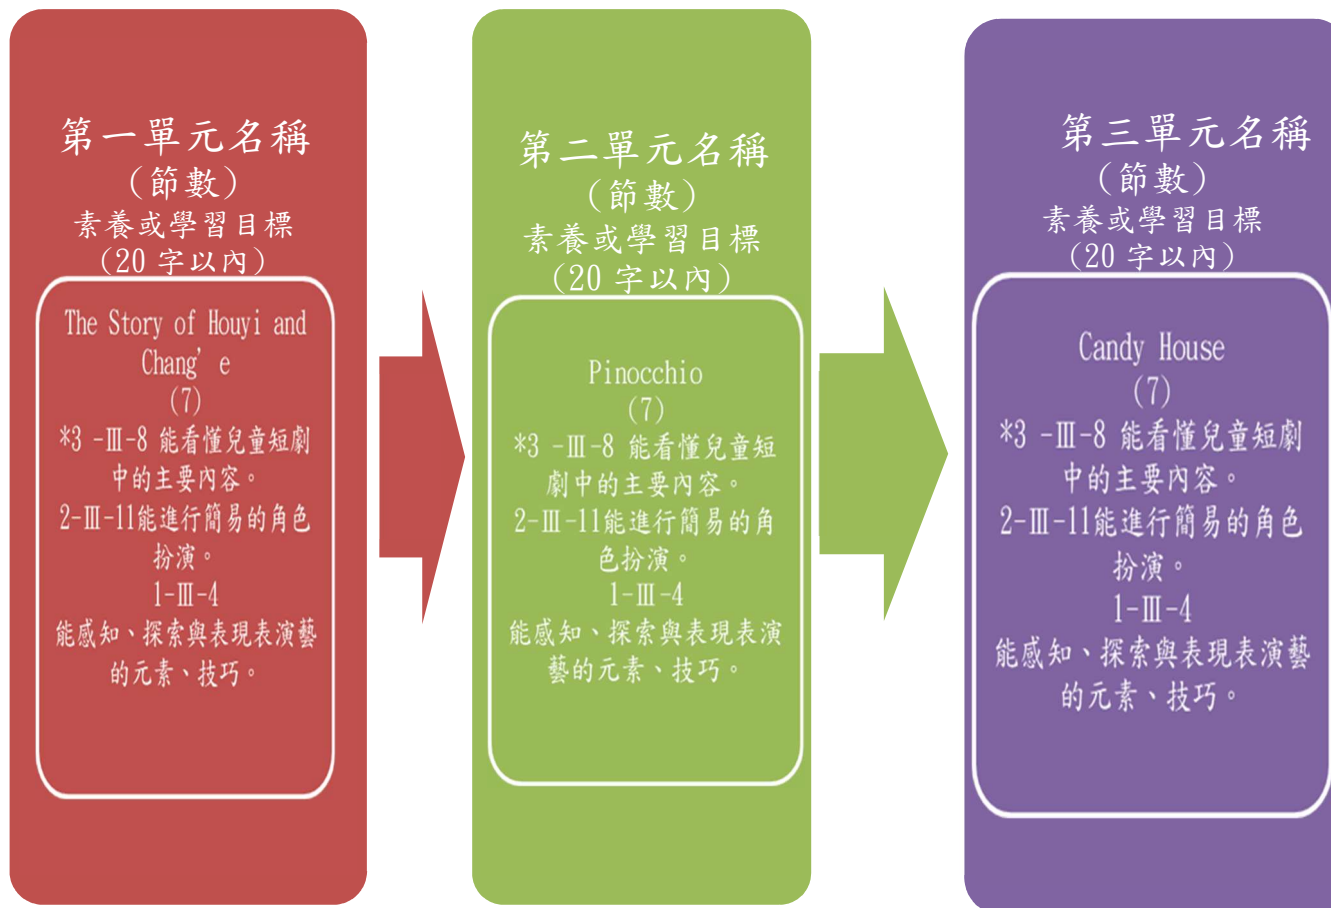 第一單元名稱
(節數)
素養或學習目標
(20 字以內)
The Story of Houyi and
Chang’ e
(7)
*3 -Ⅲ-8 能看懂兒童短劇
中的主要內容。
2-Ⅲ-11能進行簡易的角色
扮演。
1-Ⅲ-4
能感知、探索與表現表演藝
的元素、技巧。
第二單元名稱
(節數)
素養或學習目標
(20 字以內)
Pinocchio
(7)
*3 -Ⅲ-8 能看懂兒童短
劇中的主要內容。
2-Ⅲ-11能進行簡易的角
色扮演。
1-Ⅲ-4
能感知、探索與表現表演
藝的元素、技巧。
第三單元名稱
(節數)
素養或學習目標
(20 字以內)
Candy House
(7)
*3 -Ⅲ-8 能看懂兒童短劇
中的主要內容。
2-Ⅲ-11能進行簡易的角色
扮演。
1-Ⅲ-4
能感知、探索與表現表演藝
的元素、技巧。